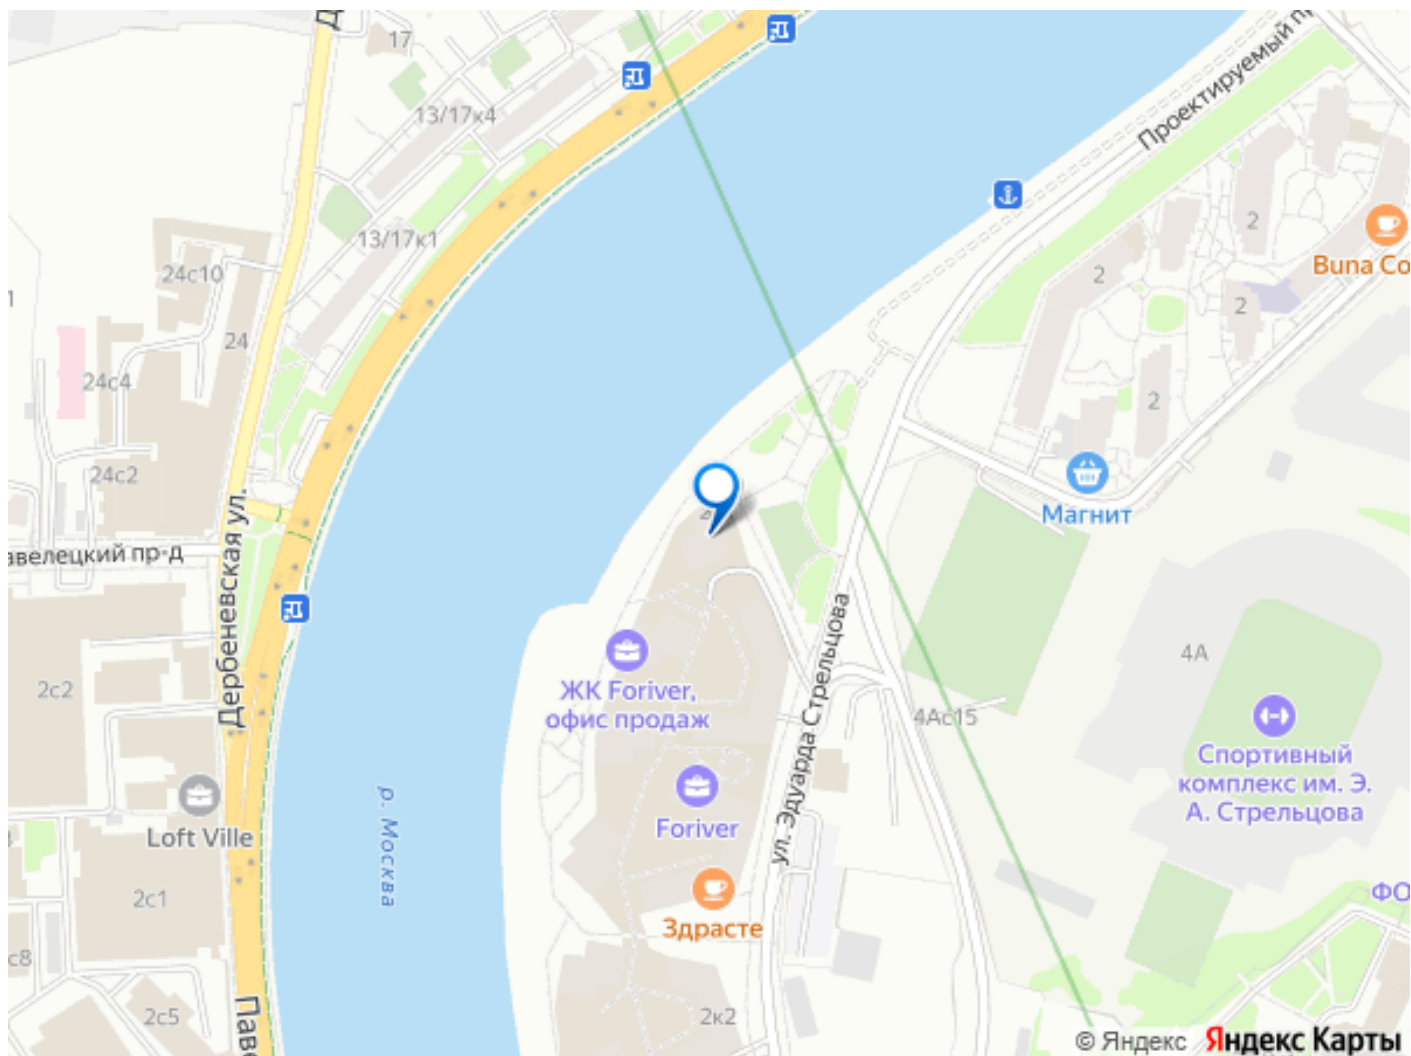 17
13/17к4
Проектируемый пр
13/17к1
2
Buna Co
24с10
2
1
24
2
24с4
2
24с2
Магнит
Дербеневская ул.
ул. Эдуарда Стрельцова
4А
2с2
ЖК Foriver,
офис продаж
4Ас15
Спортивный
комплекс им. Э.
А. Стрельцова
р. Москва
Foriver
Loft Ville
2с1
ФО
Здрасте
2с5
2к2
© Яндекс Яндекс Карты